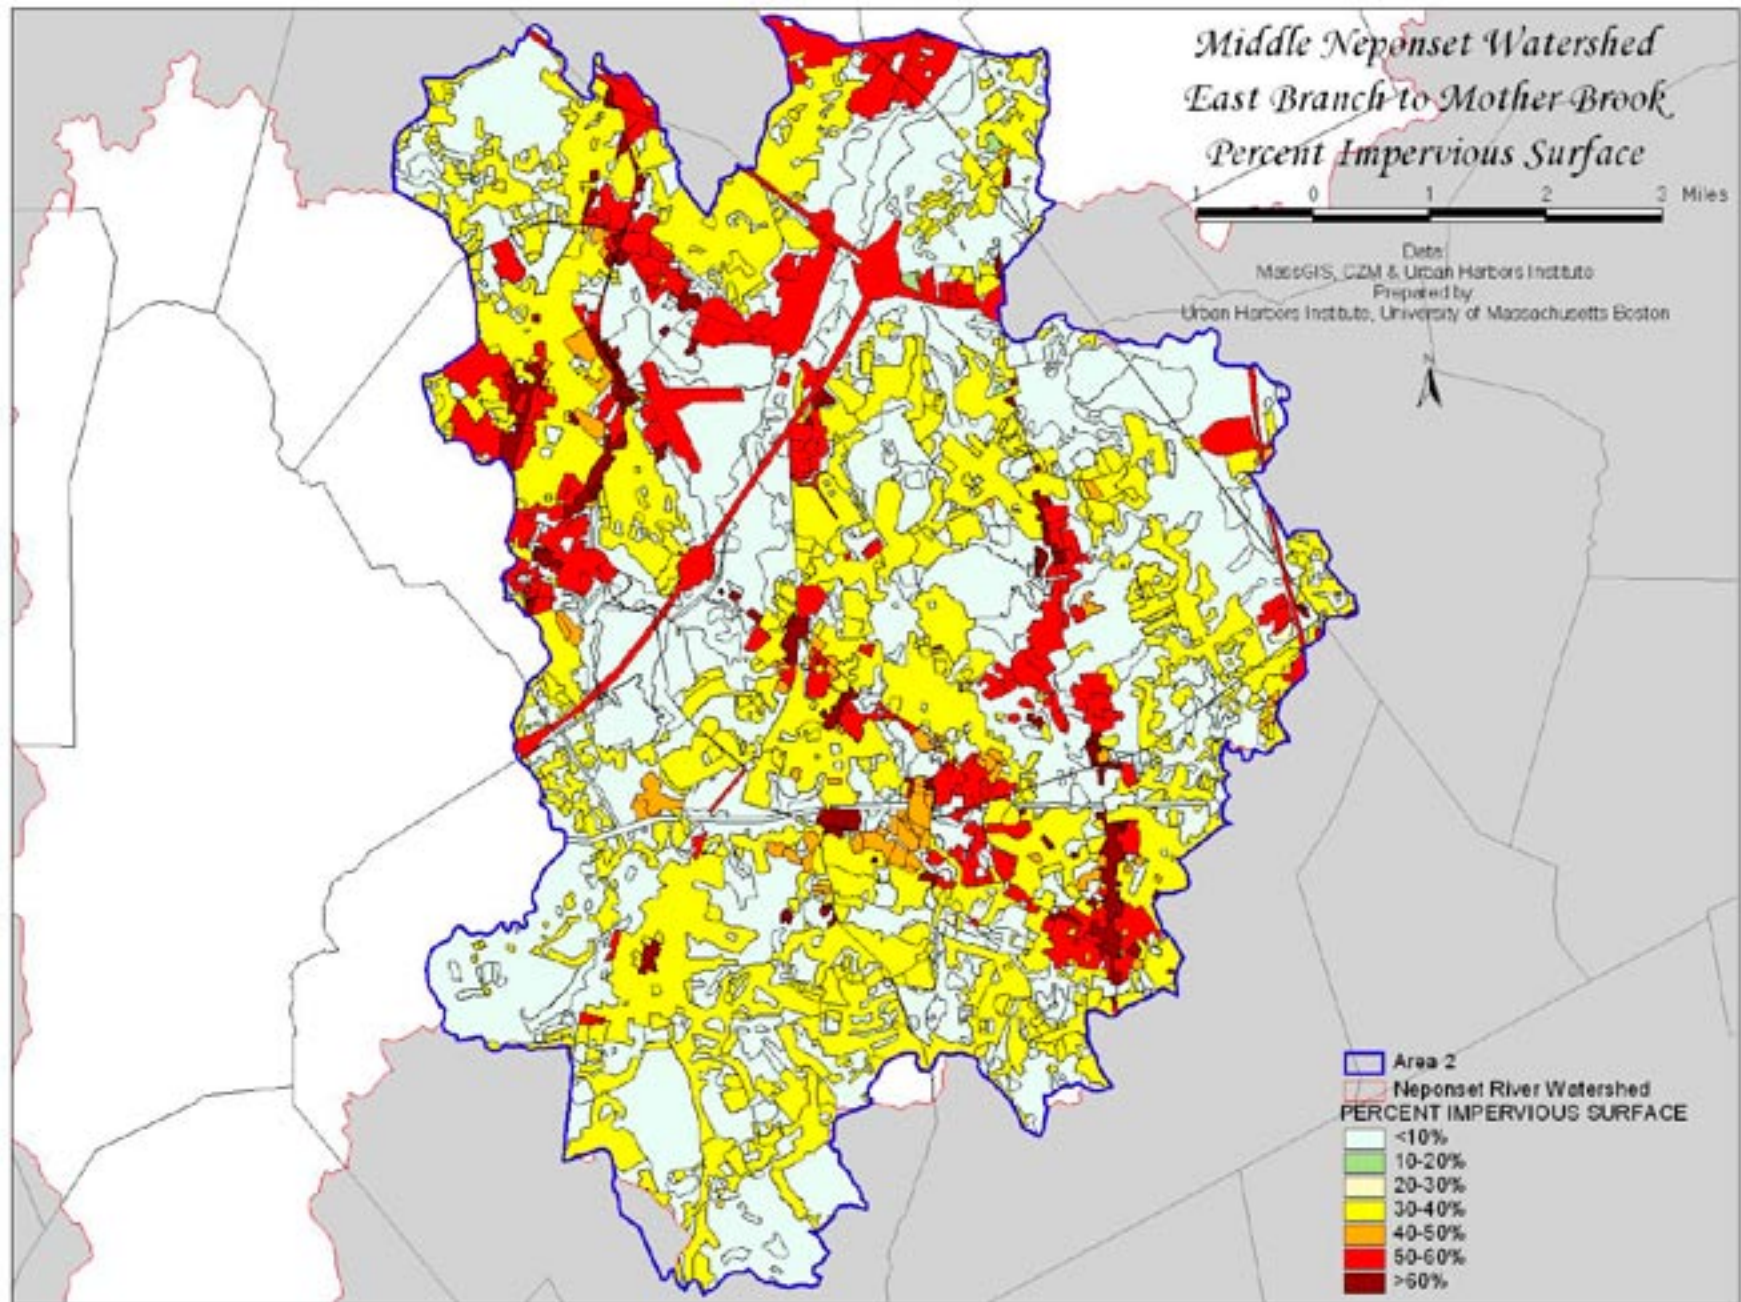 Middle Neponset Watershed
East Branch to Mother Brook
Percent Impervious Surface
1 0 1 2 3 Miles
Data:
MassGIS, CZM & Urban Harbors Institute
Prepared by:
Urban Harbors Institute, University of Massachusetts Boston
N
Area 2
Neponset River Watershed
PERCENT IMPERVIOUS SURFACE
<10%
10-20%
20-30%
30-40%
40-50%
50-60%
>60%